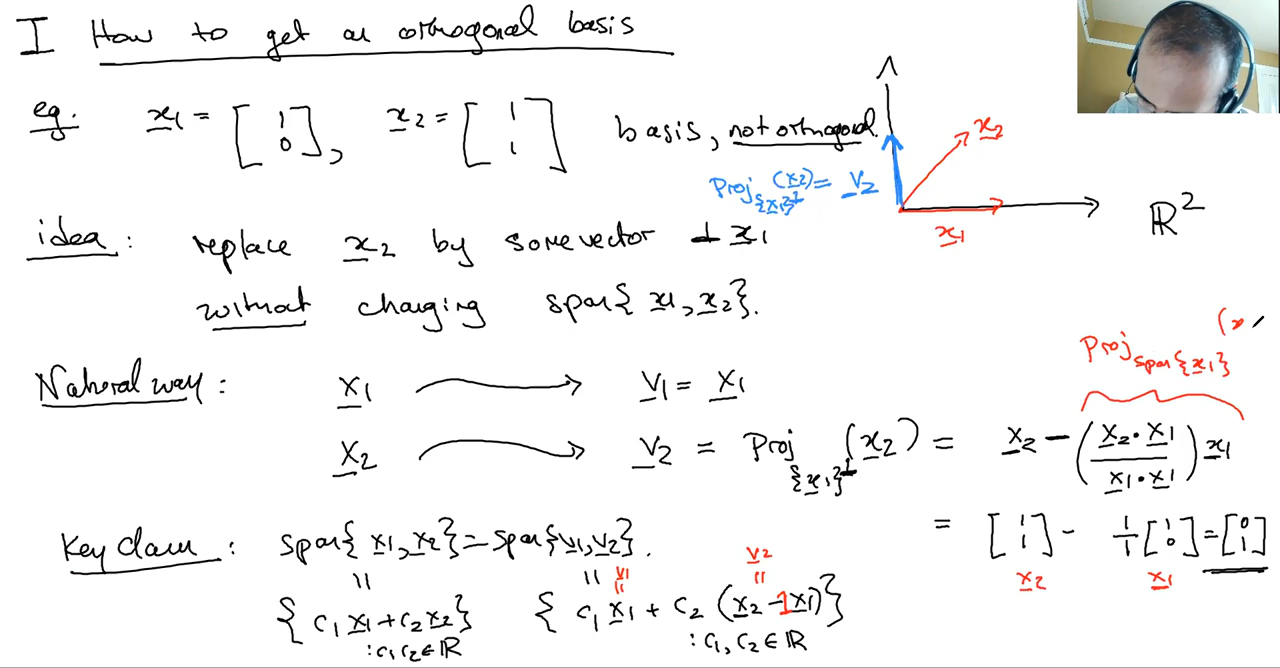 I How to get an orthogonal basis
eg. x1 = [1 0], x2 = [1 1] basis, not orthogonal.
x2
Proj{x1}⊥ (x2) = v2
x1
ℝ2
idea : replace x2 by some vector ⊥ x1
without changing span{x1, x2}.
Proj span{x1} (x
Natural way : x1 → v1 = x1
x2 → v2 = Proj{x1}⊥ (x2) = x2 - (x2 · x1 / x1 · x1) x1
= [1 1] - 1/1 [1 0] = [0 1]
x2 x1
Key claim : span{x1, x2} = span{v1, v2}.
= = v1 = v2 =
{c1 x1 + c2 x2} {c1 x1 + c2 (x2 - 1x1)}
: c1, c2 ∈ ℝ : c1, c2 ∈ ℝ